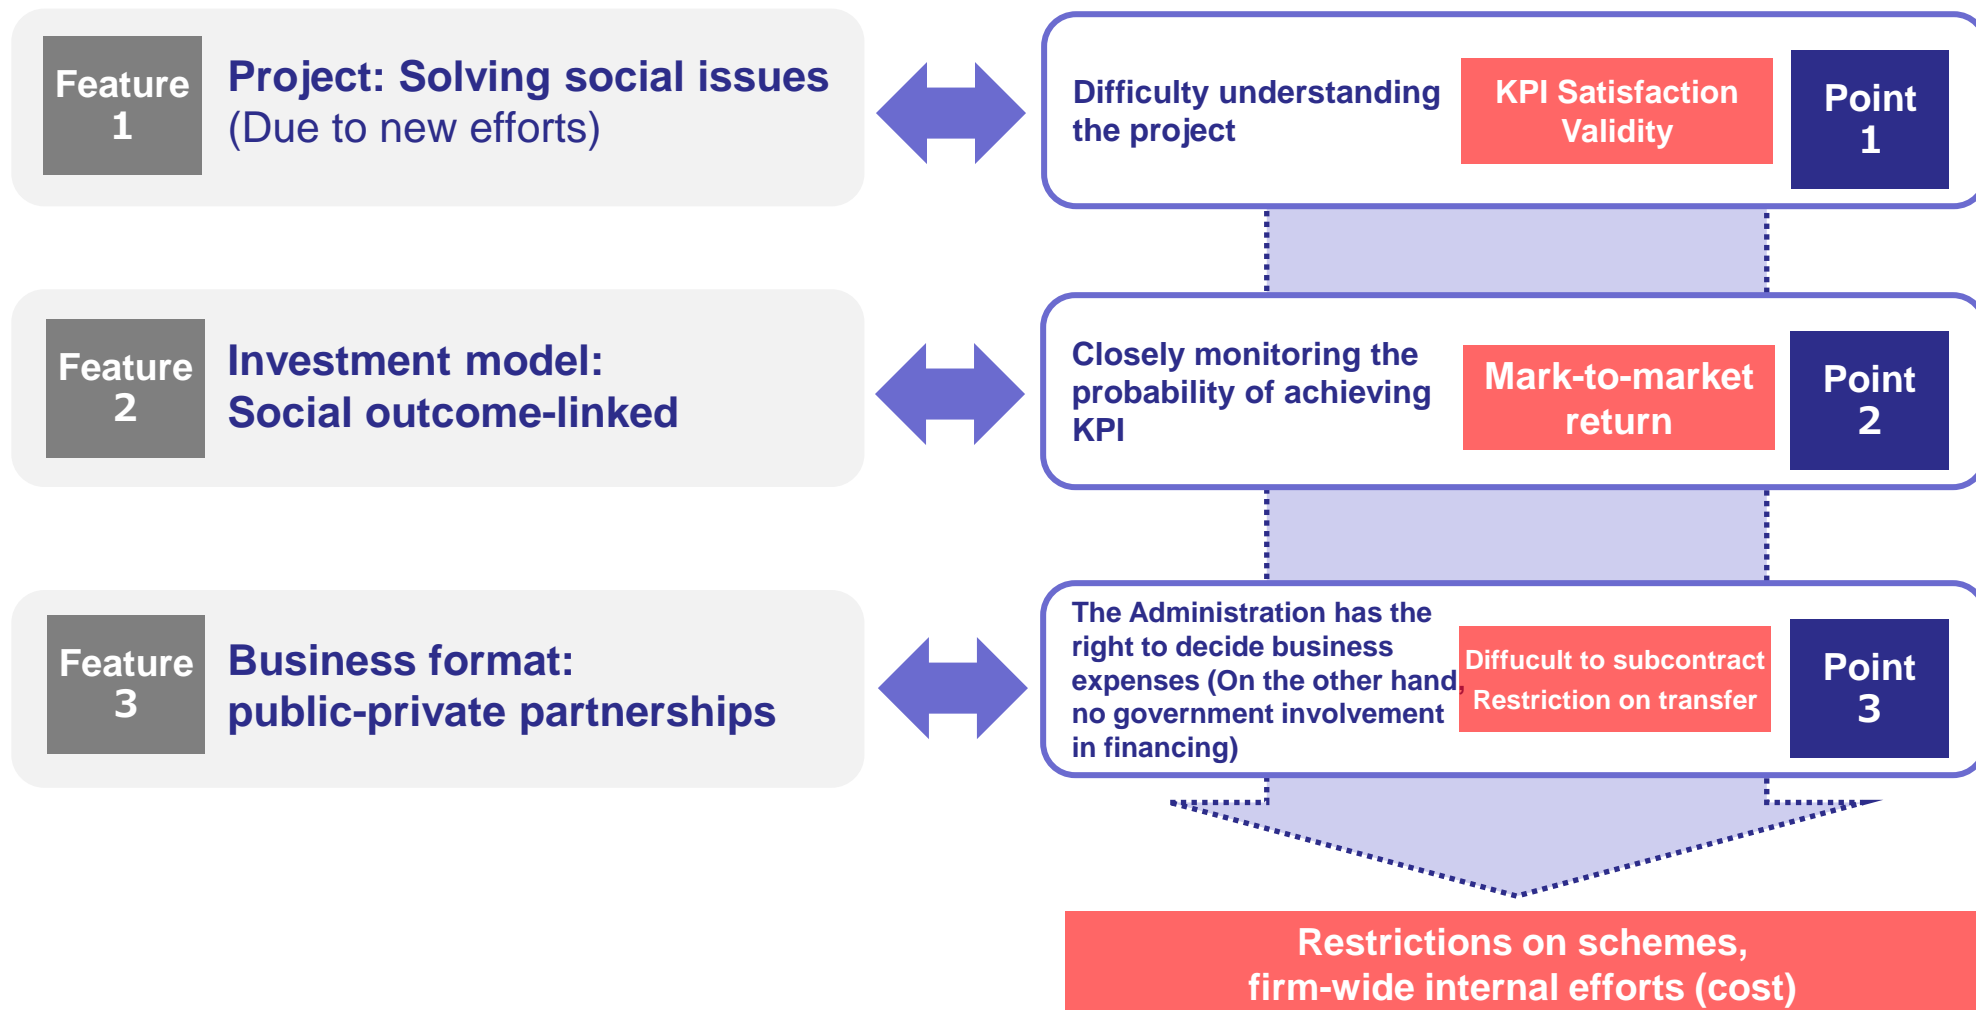 Feature
1
Project: Solving social issues
(Due to new efforts)
Difficulty understanding
the project
KPI Satisfaction
Validity
Point
1
Feature
2
Investment model:
Social outcome-linked
Closely monitoring the
probability of achieving
KPI
Mark-to-market
return
Point
2
Feature
3
Business format:
public-private partnerships
The Administration has the
right to decide business
expenses (On the other hand,
no government involvement
in financing)
Diffucult to subcontract
Restriction on transfer
Point
3
Restrictions on schemes,
firm-wide internal efforts (cost)